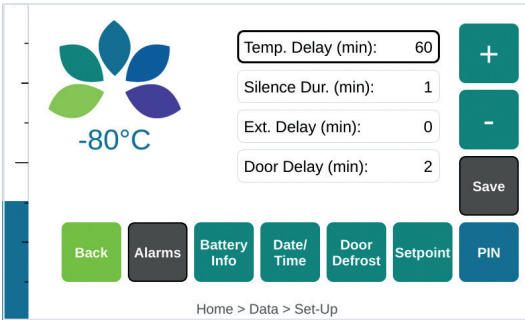 Temp. Delay (min): 60
+
Silence Dur. (min): 1
Ext. Delay (min): 0
-
-80°C
Door Delay (min): 2
Save
Back
Alarms
Battery
Info
Date/
Time
Door
Defrost
Setpoint
PIN
Home > Data > Set-Up